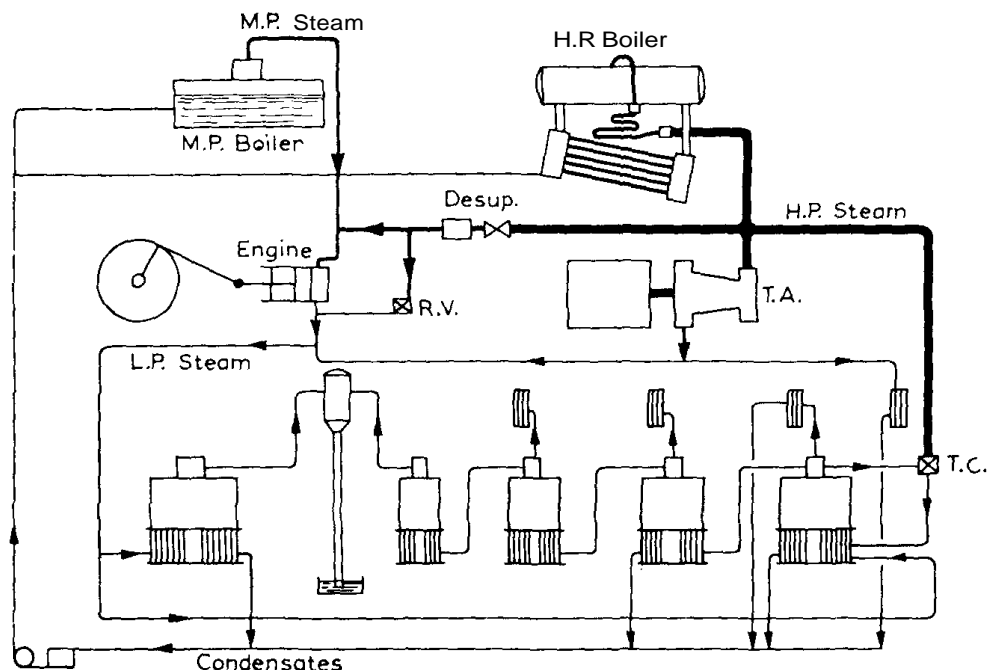 M.P. Steam
H.R Boiler
M.P. Boiler
Desup.
H.P. Steam
Engine
T.A.
R.V.
L.P. Steam
T.C.
Condensates